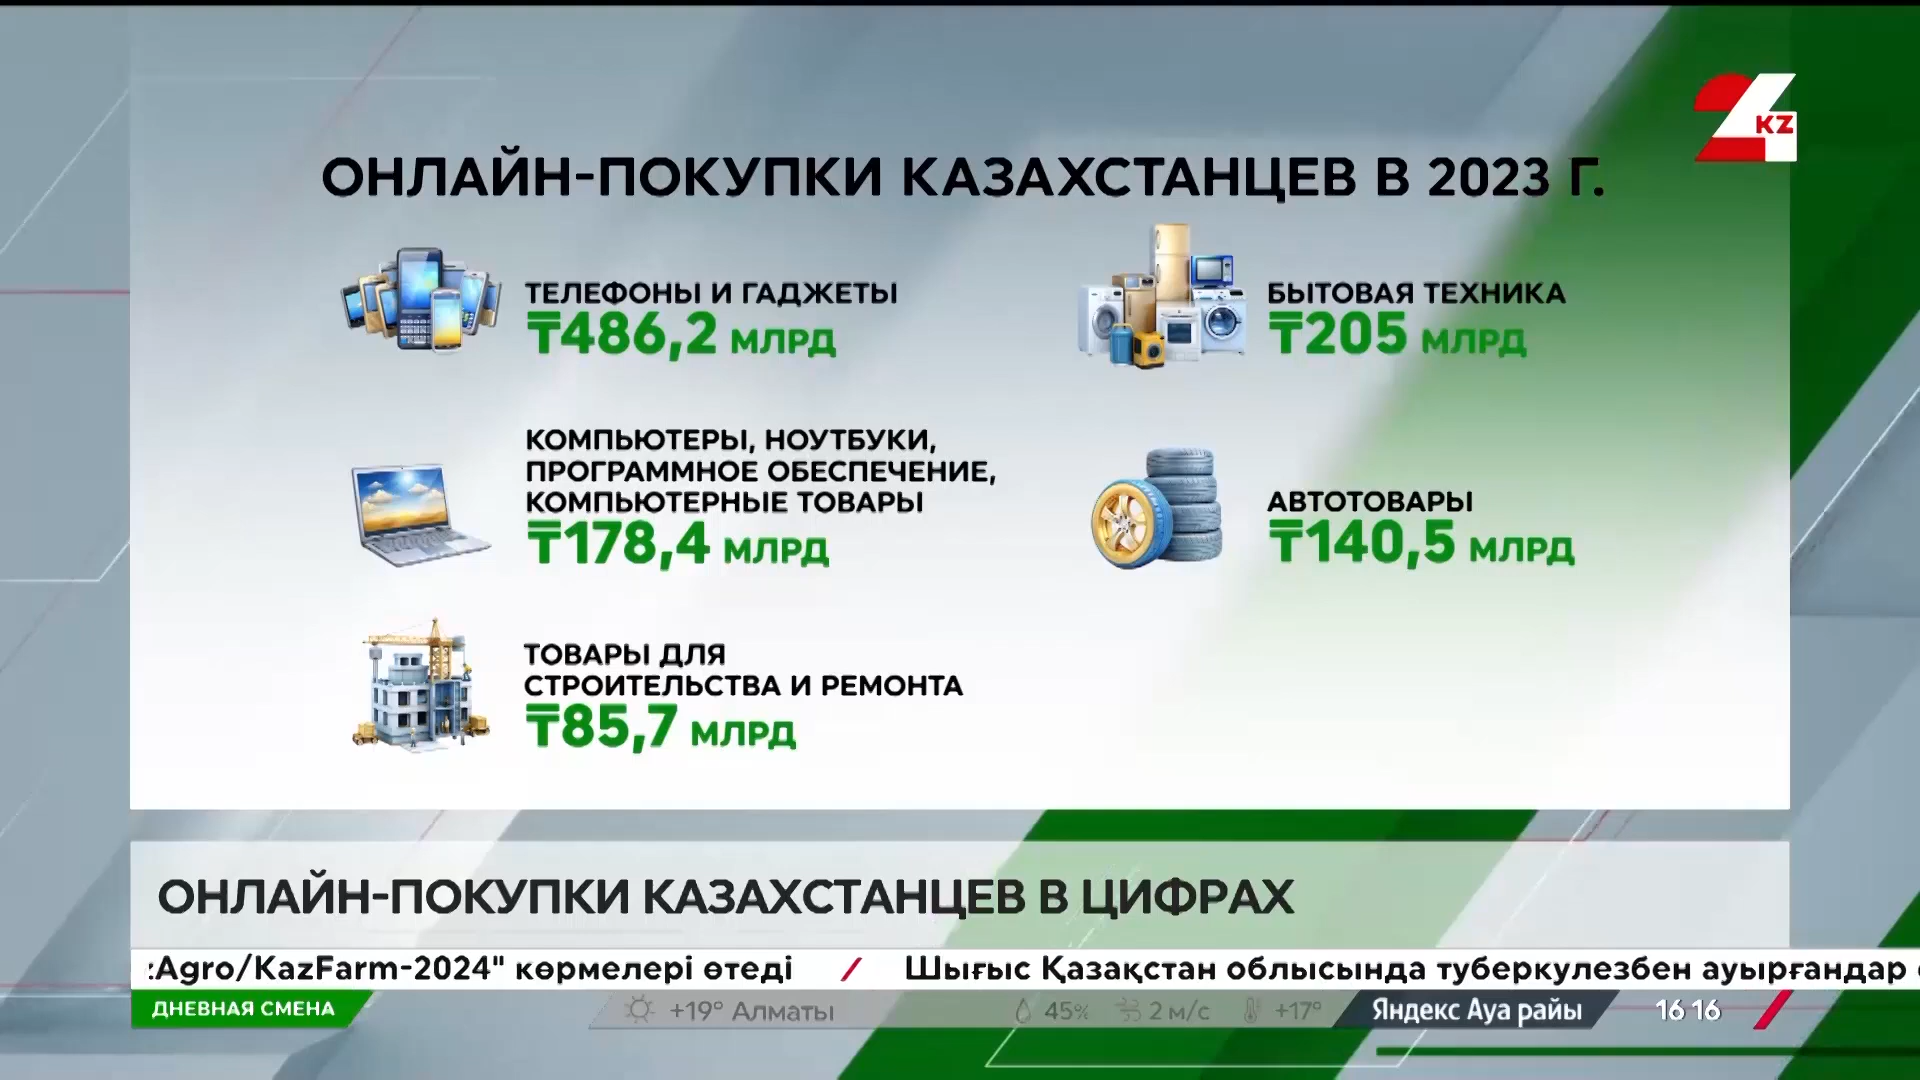 24 KZ
ОНЛАЙН-ПОКУПКИ КАЗАХСТАНЦЕВ В 2023 Г.
ТЕЛЕФОНЫ И ГАДЖЕТЫ
₸486,2 МЛРД
БЫТОВАЯ ТЕХНИКА
₸205 МЛРД
КОМПЬЮТЕРЫ, НОУТБУКИ,
ПРОГРАММНОЕ ОБЕСПЕЧЕНИЕ,
КОМПЬЮТЕРНЫЕ ТОВАРЫ
₸178,4 МЛРД
АВТОТОВАРЫ
₸140,5 МЛРД
ТОВАРЫ ДЛЯ
СТРОИТЕЛЬСТВА И РЕМОНТА
₸85,7 МЛРД
ОНЛАЙН-ПОКУПКИ КАЗАХСТАНЦЕВ В ЦИФРАХ
zAgro/KazFarm-2024" көрмелері өтеді / Шығыс Қазақстан облысында туберкулезбен ауырғандар
ДНЕВНАЯ СМЕНА +19° Алматы 45% 2 м/с +17° Яндекс Ауа райы 16 16